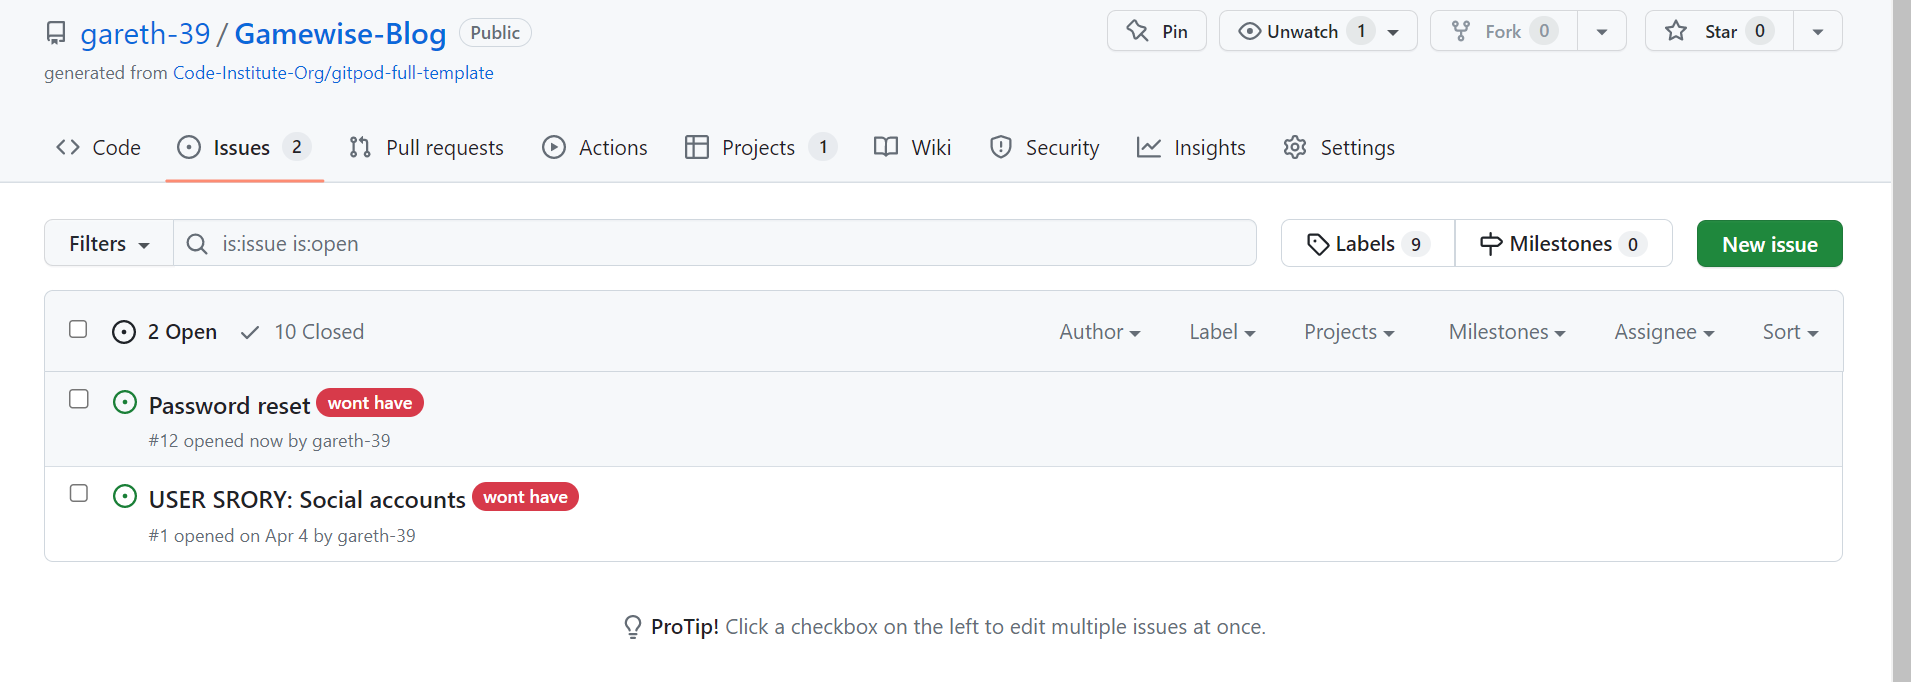 gareth-39 / Gamewise-Blog Public Pin Unwatch 1 Fork 0 Star 0
generated from Code-Institute-Org/gitpod-full-template
Code Issues 2 Pull requests Actions Projects 1 Wiki Security Insights Settings
Filters is:issue is:open Labels 9 Milestones 0 New issue
2 Open 10 Closed Author Label Projects Milestones Assignee Sort
Password reset wont have
#12 opened now by gareth-39
USER SRORY: Social accounts wont have
#1 opened on Apr 4 by gareth-39
ProTip! Click a checkbox on the left to edit multiple issues at once.